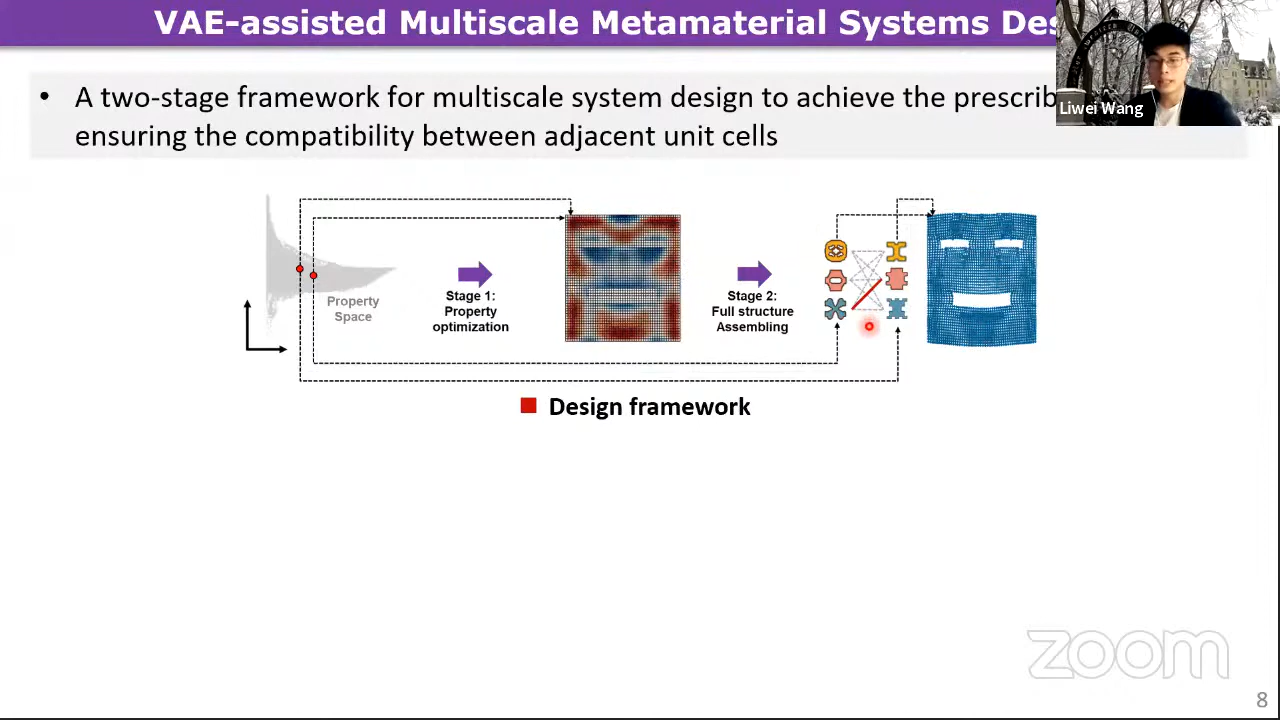 VAE-assisted Multiscale Metamaterial Systems
Liwei Wang
• A two-stage framework for multiscale system design to achieve the
ensuring the compatibility between adjacent unit cells
Property
Space
Stage 1:
Property
optimization
Stage 2:
Full structure
Assembling
Design framework
zoom
8